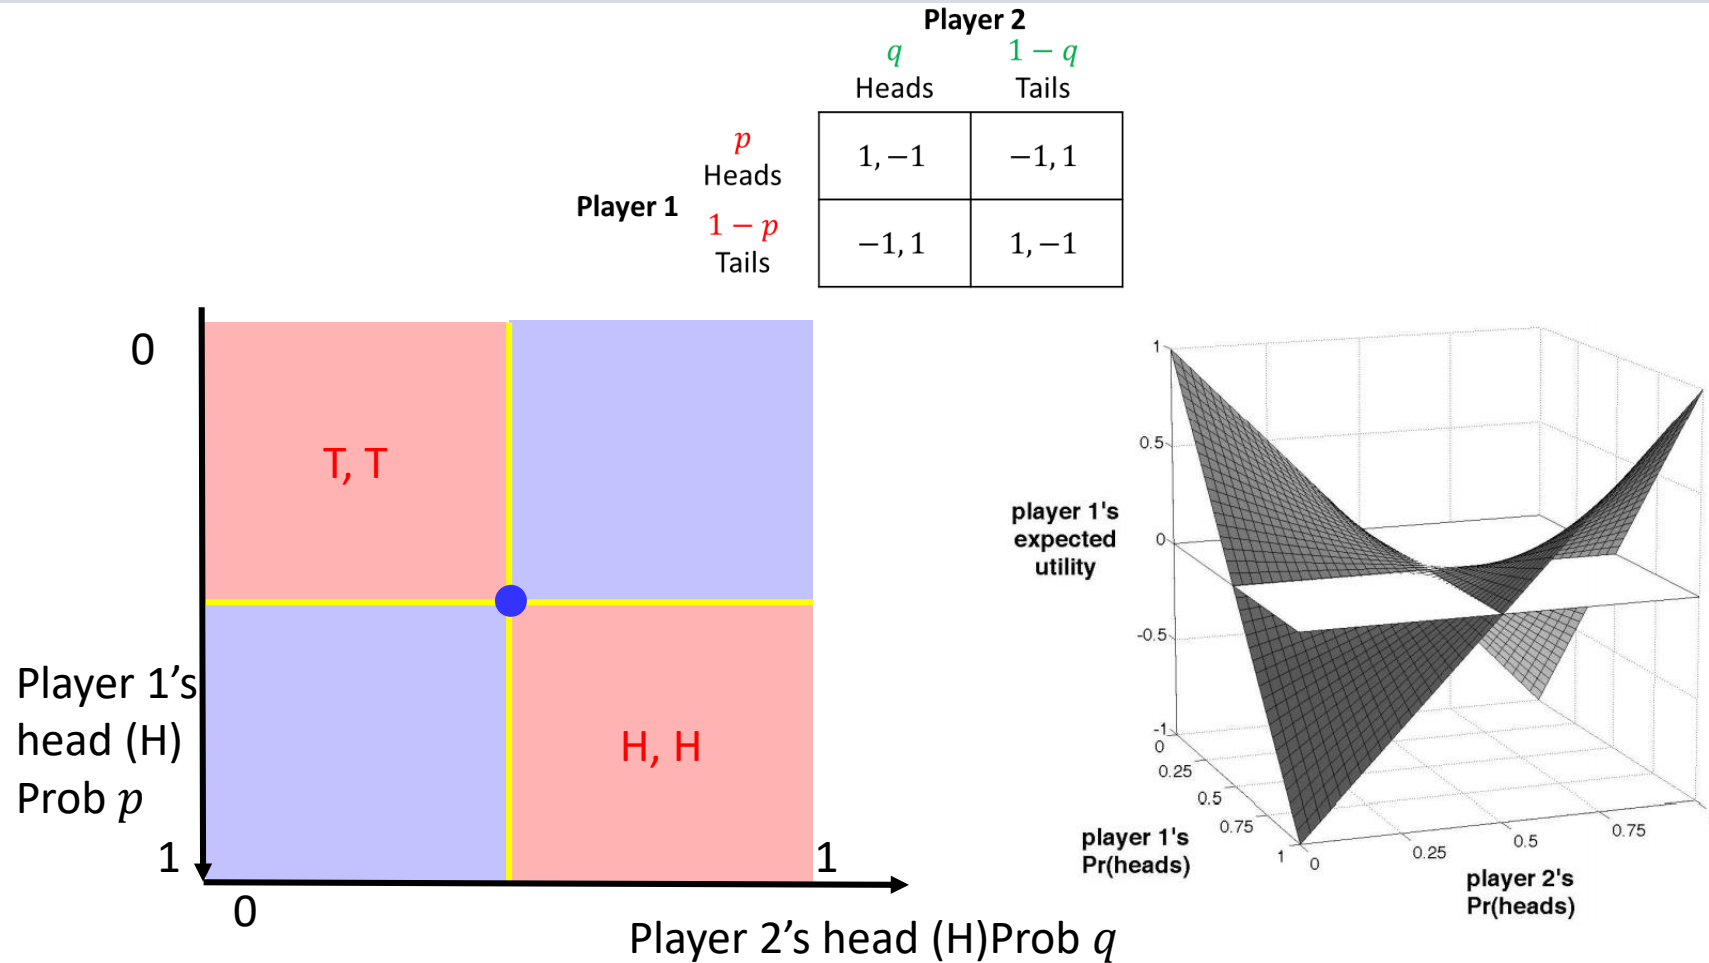 Player 2
q 1 − q
Heads Tails
p
Heads
1, −1 −1, 1
Player 1
1 − p
Tails
−1, 1 1, −1
0
T, T
H, H
Player 1’s
head (H)
Prob p
1
1
0
Player 2’s head (H)Prob q
1
0.5
0
-0.5
-1
player 1's
expected
utility
0
0.25
0.5
0.75
1
player 1's
Pr(heads)
0
0.25
0.5
0.75
player 2's
Pr(heads)